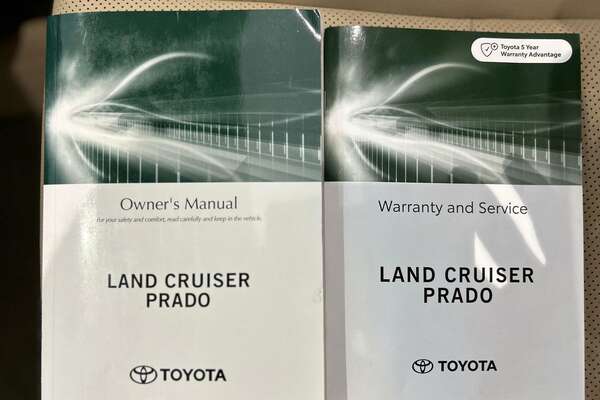 Owner's Manual
for your safety and comfort, read carefully and keep in the vehicle.
LAND CRUISER
PRADO
TOYOTA
Toyota 5 Year
Warranty Advantage
Warranty and Service
LAND CRUISER
PRADO
TOYOTA